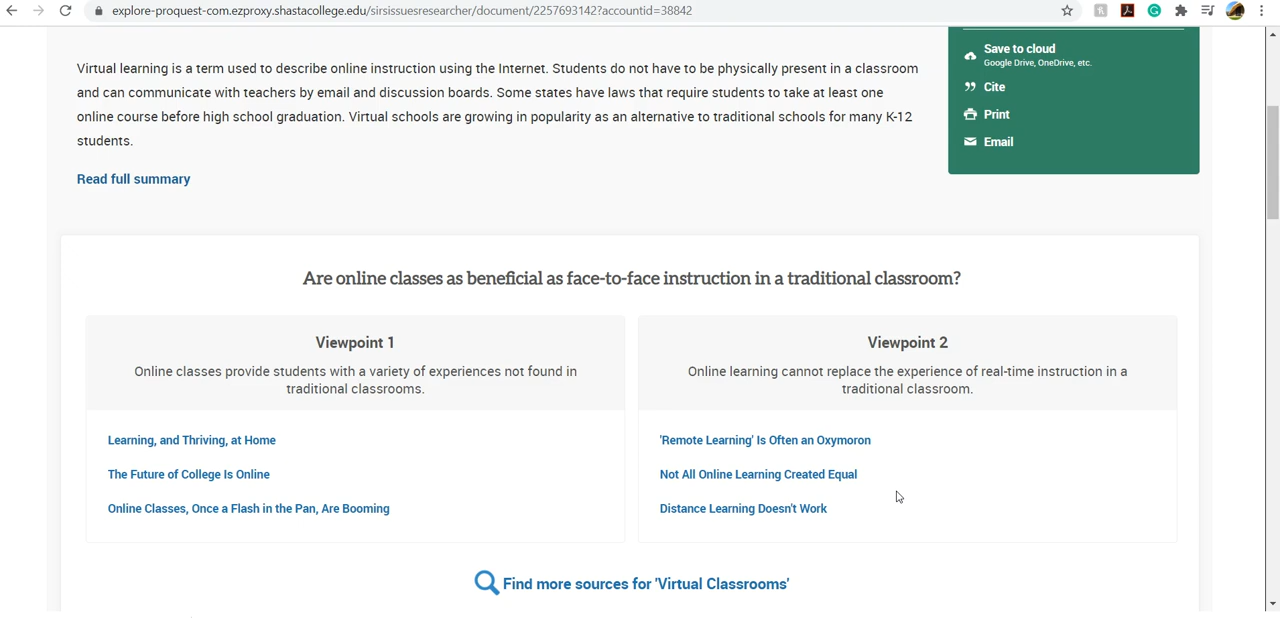 explore-proquest-com.ezproxy.shastacollege.edu/sirsissuesresearcher/document/2257693142?accountid=38842
Virtual learning is a term used to describe online instruction using the Internet. Students do not have to be physically present in a classroom
and can communicate with teachers by email and discussion boards. Some states have laws that require students to take at least one
online course before high school graduation. Virtual schools are growing in popularity as an alternative to traditional schools for many K-12
students.
Read full summary
Save to cloud
Google Drive, OneDrive, etc.
Cite
Print
Email
Are online classes as beneficial as face-to-face instruction in a traditional classroom?
Viewpoint 1
Online classes provide students with a variety of experiences not found in
traditional classrooms.
Learning, and Thriving, at Home
The Future of College Is Online
Online Classes, Once a Flash in the Pan, Are Booming
Viewpoint 2
Online learning cannot replace the experience of real-time instruction in a
traditional classroom.
'Remote Learning' Is Often an Oxymoron
Not All Online Learning Created Equal
Distance Learning Doesn't Work
Find more sources for 'Virtual Classrooms'